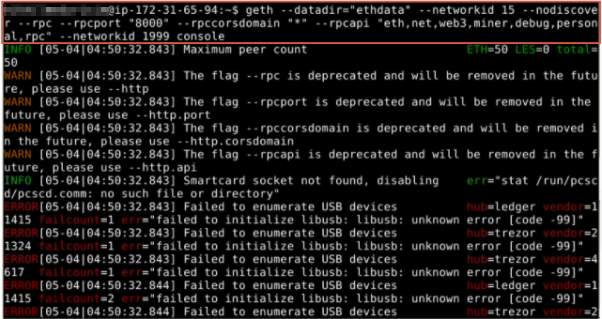 @ip-172-31-65-94:~$ geth --datadir="ethdata" --networkid 15 --nodiscove
r --rpc --rpcport "8000" --rpccorsdomain "*" --rpcapi "eth,net,web3,miner,debug,person
al,rpc" --networkid 1999 console
INFO [05-04|04:50:32.843] Maximum peer count ETH=50 LES=0 total=
50
WARN [05-04|04:50:32.843] The flag --rpc is deprecated and will be removed in the futu
re, please use --http
WARN [05-04|04:50:32.843] The flag --rpcport is deprecated and will be removed in the
future, please use --http.port
WARN [05-04|04:50:32.843] The flag --rpccorsdomain is deprecated and will be removed i
n the future, please use --http.corsdomain
WARN [05-04|04:50:32.843] The flag --rpcapi is deprecated and will be removed in the f
uture, please use --http.api
INFO [05-04|04:50:32.843] Smartcard socket not found, disabling err="stat /run/pcsc
d/pcscd.comm: no such file or directory"
ERROR[05-04|04:50:32.843] Failed to enumerate USB devices hub=ledger vendor=1
1415 failcount=1 err="failed to initialize libusb: libusb: unknown error [code -99]"
ERROR[05-04|04:50:32.843] Failed to enumerate USB devices hub=trezor vendor=2
1324 failcount=1 err="failed to initialize libusb: libusb: unknown error [code -99]"
ERROR[05-04|04:50:32.843] Failed to enumerate USB devices hub=trezor vendor=4
617 failcount=1 err="failed to initialize libusb: libusb: unknown error [code -99]"
ERROR[05-04|04:50:32.844] Failed to enumerate USB devices hub=ledger vendor=1
1415 failcount=2 err="failed to initialize libusb: libusb: unknown error [code -99]"
ERROR[05-04|04:50:32.844] Failed to enumerate USB devices hub=trezor vendor=2